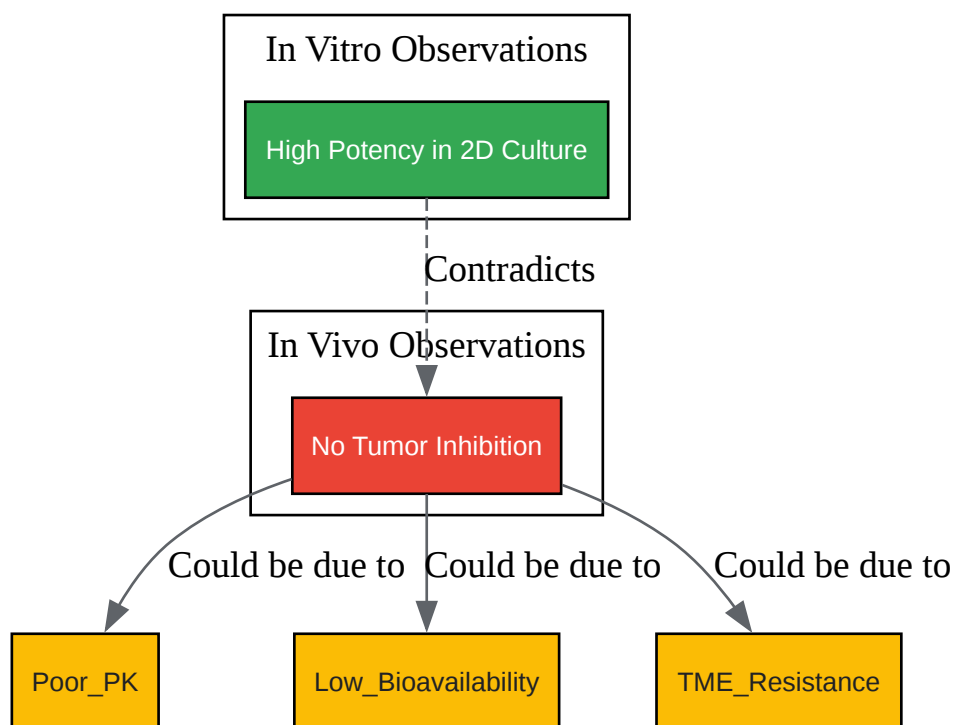 In Vitro Observations
High Potency in 2D Culture
Contradicts
In Vivo Observations
No Tumor Inhibition
Could be due to
Could be due to
Could be due to
Poor_PK
Low_Bioavailability
TME_Resistance